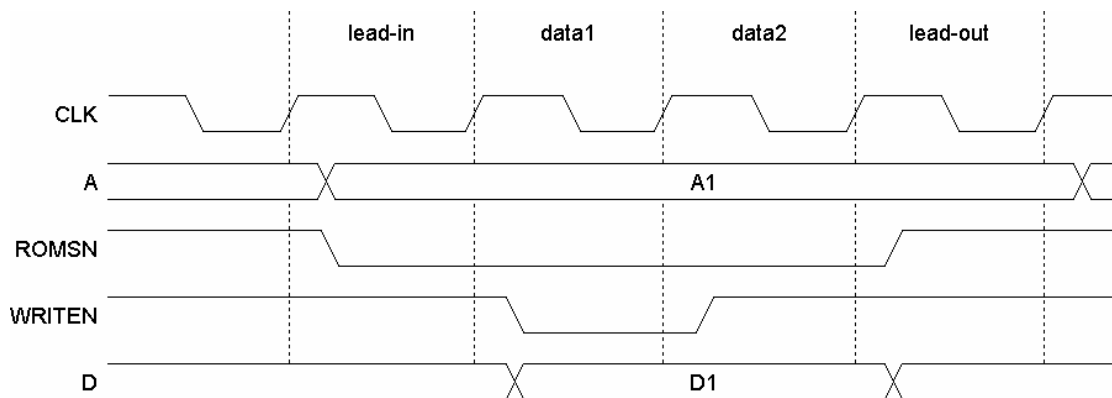 lead-in data1 data2 lead-out
CLK
A A1
ROMSN
WRITEN
D D1